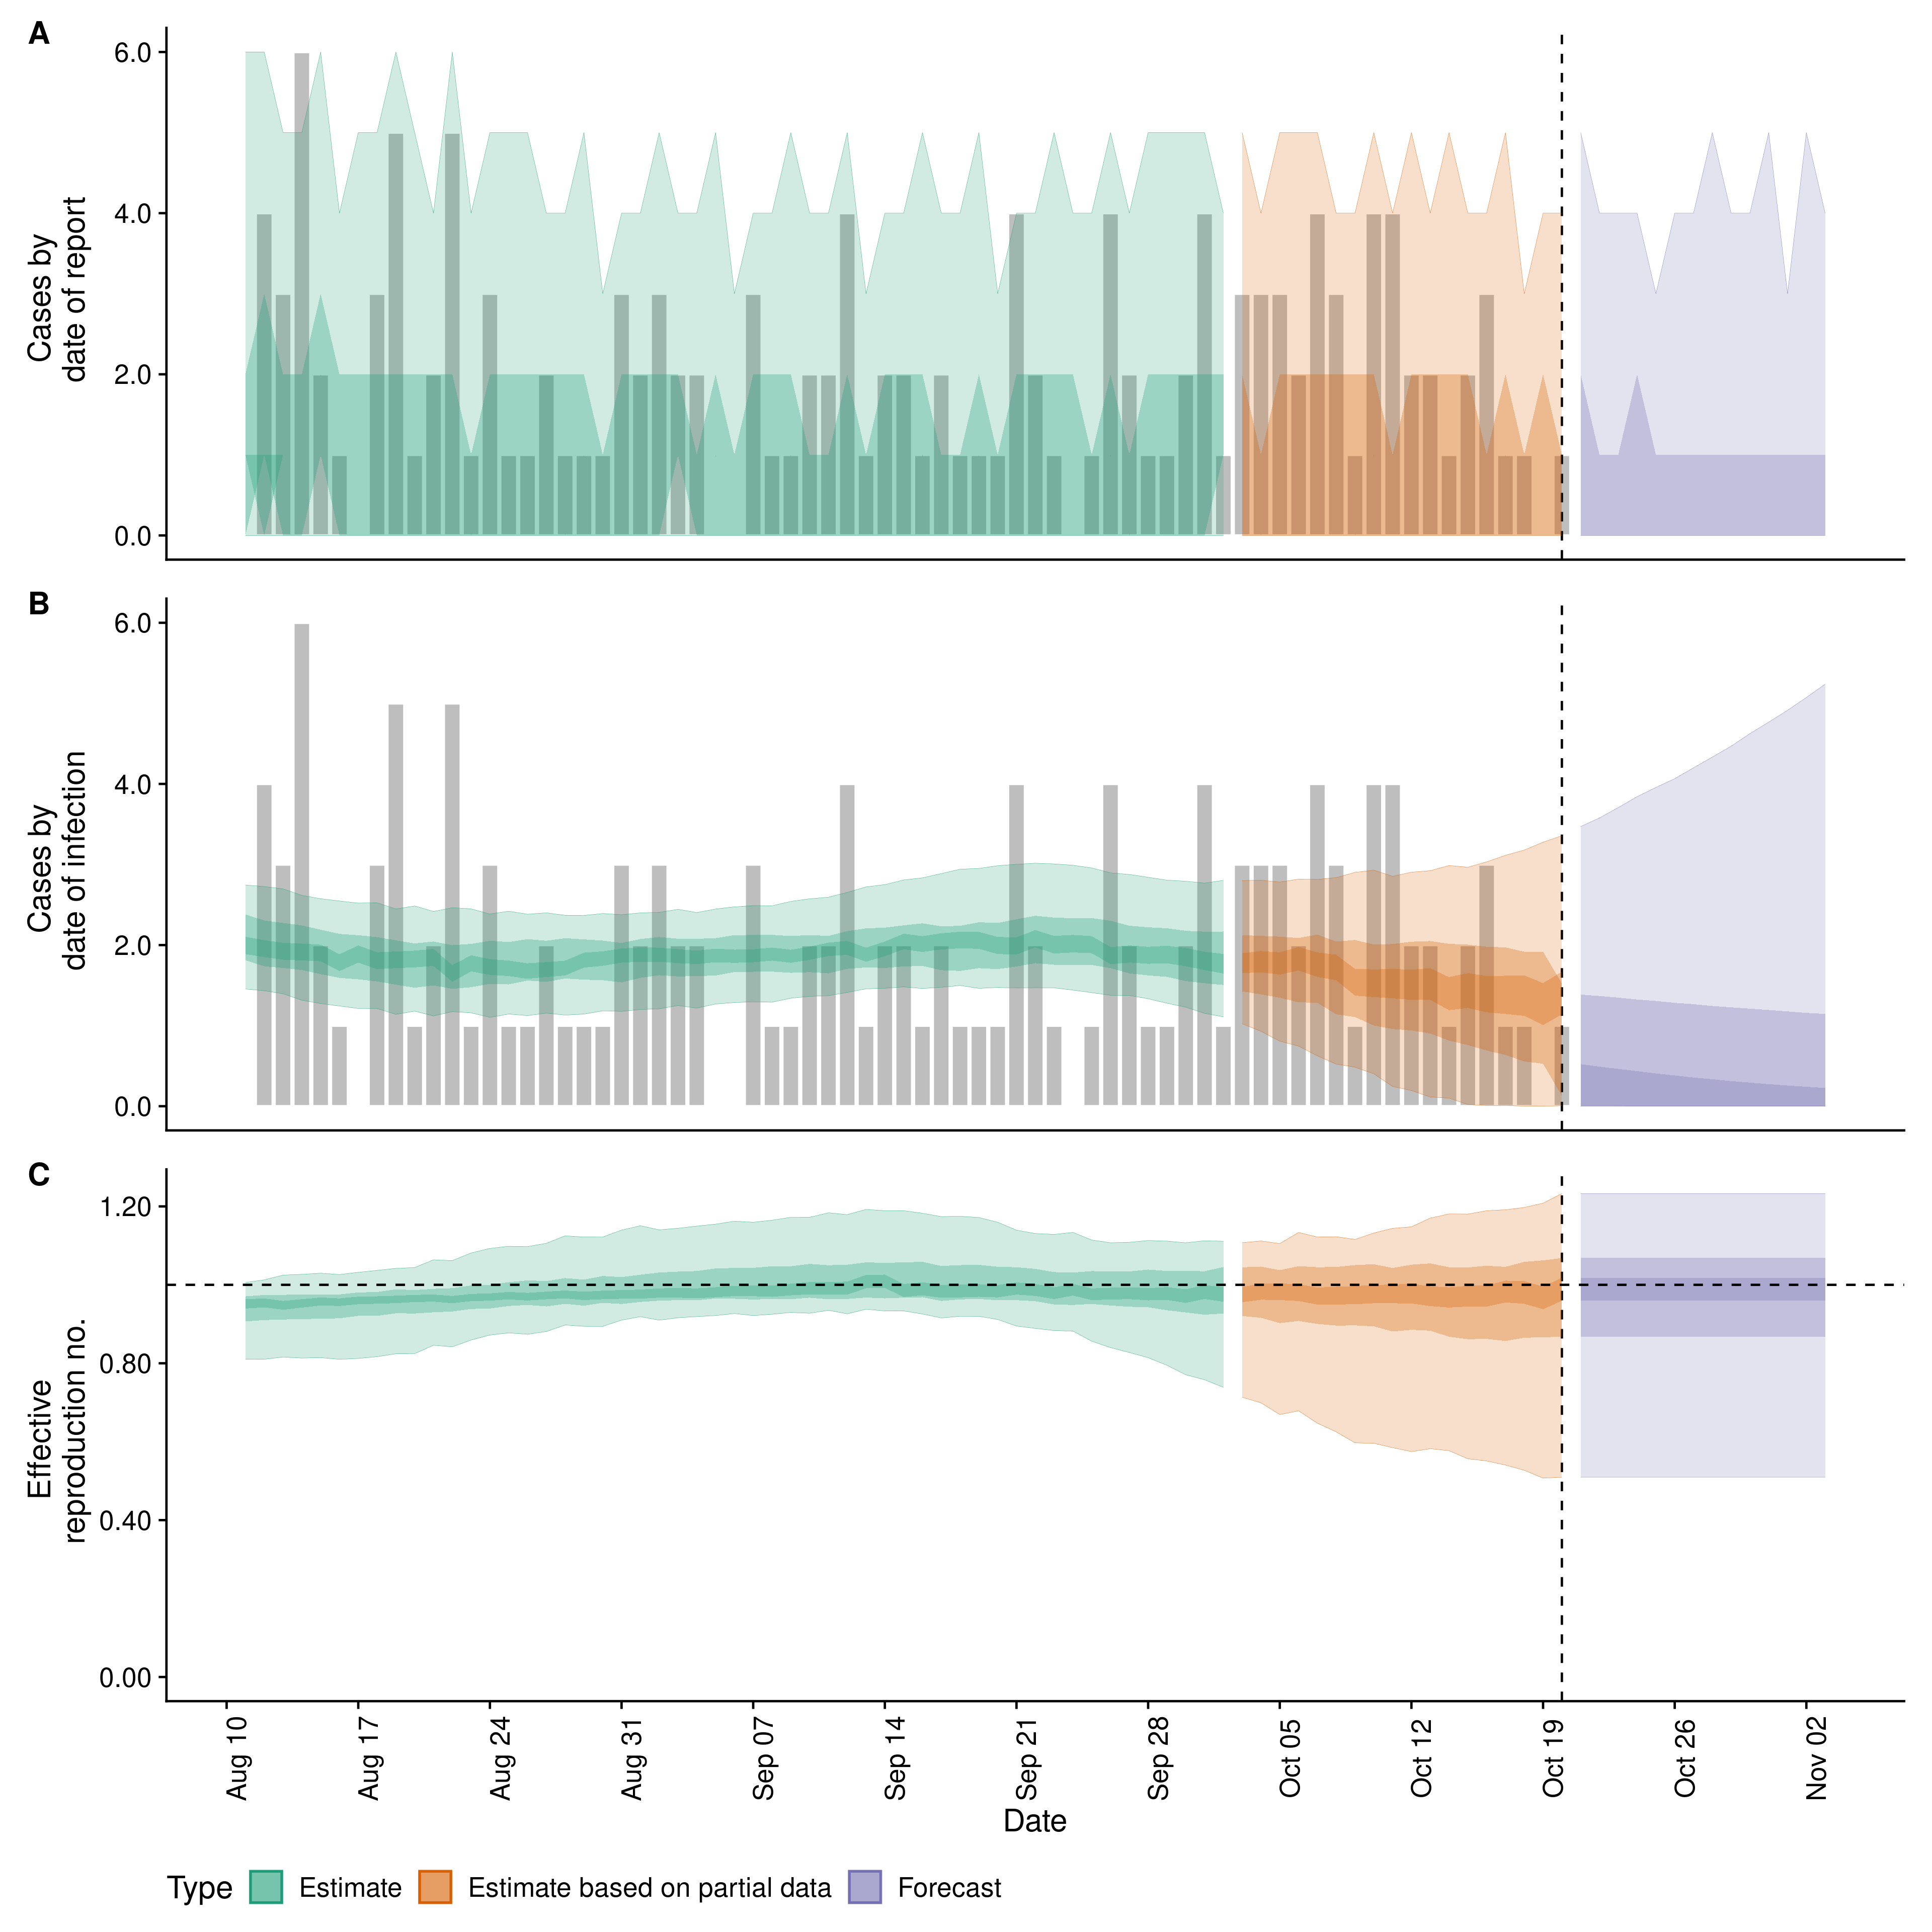 A
Cases by
date of report
6.0
4.0
2.0
0.0
B
Cases by
date of infection
6.0
4.0
2.0
0.0
C
Effective
reproduction no.
1.20
0.80
0.40
0.00
Aug 10
Aug 17
Aug 24
Aug 31
Sep 07
Sep 14
Sep 21
Sep 28
Oct 05
Oct 12
Oct 19
Oct 26
Nov 02
Date
Type Estimate Estimate based on partial data Forecast